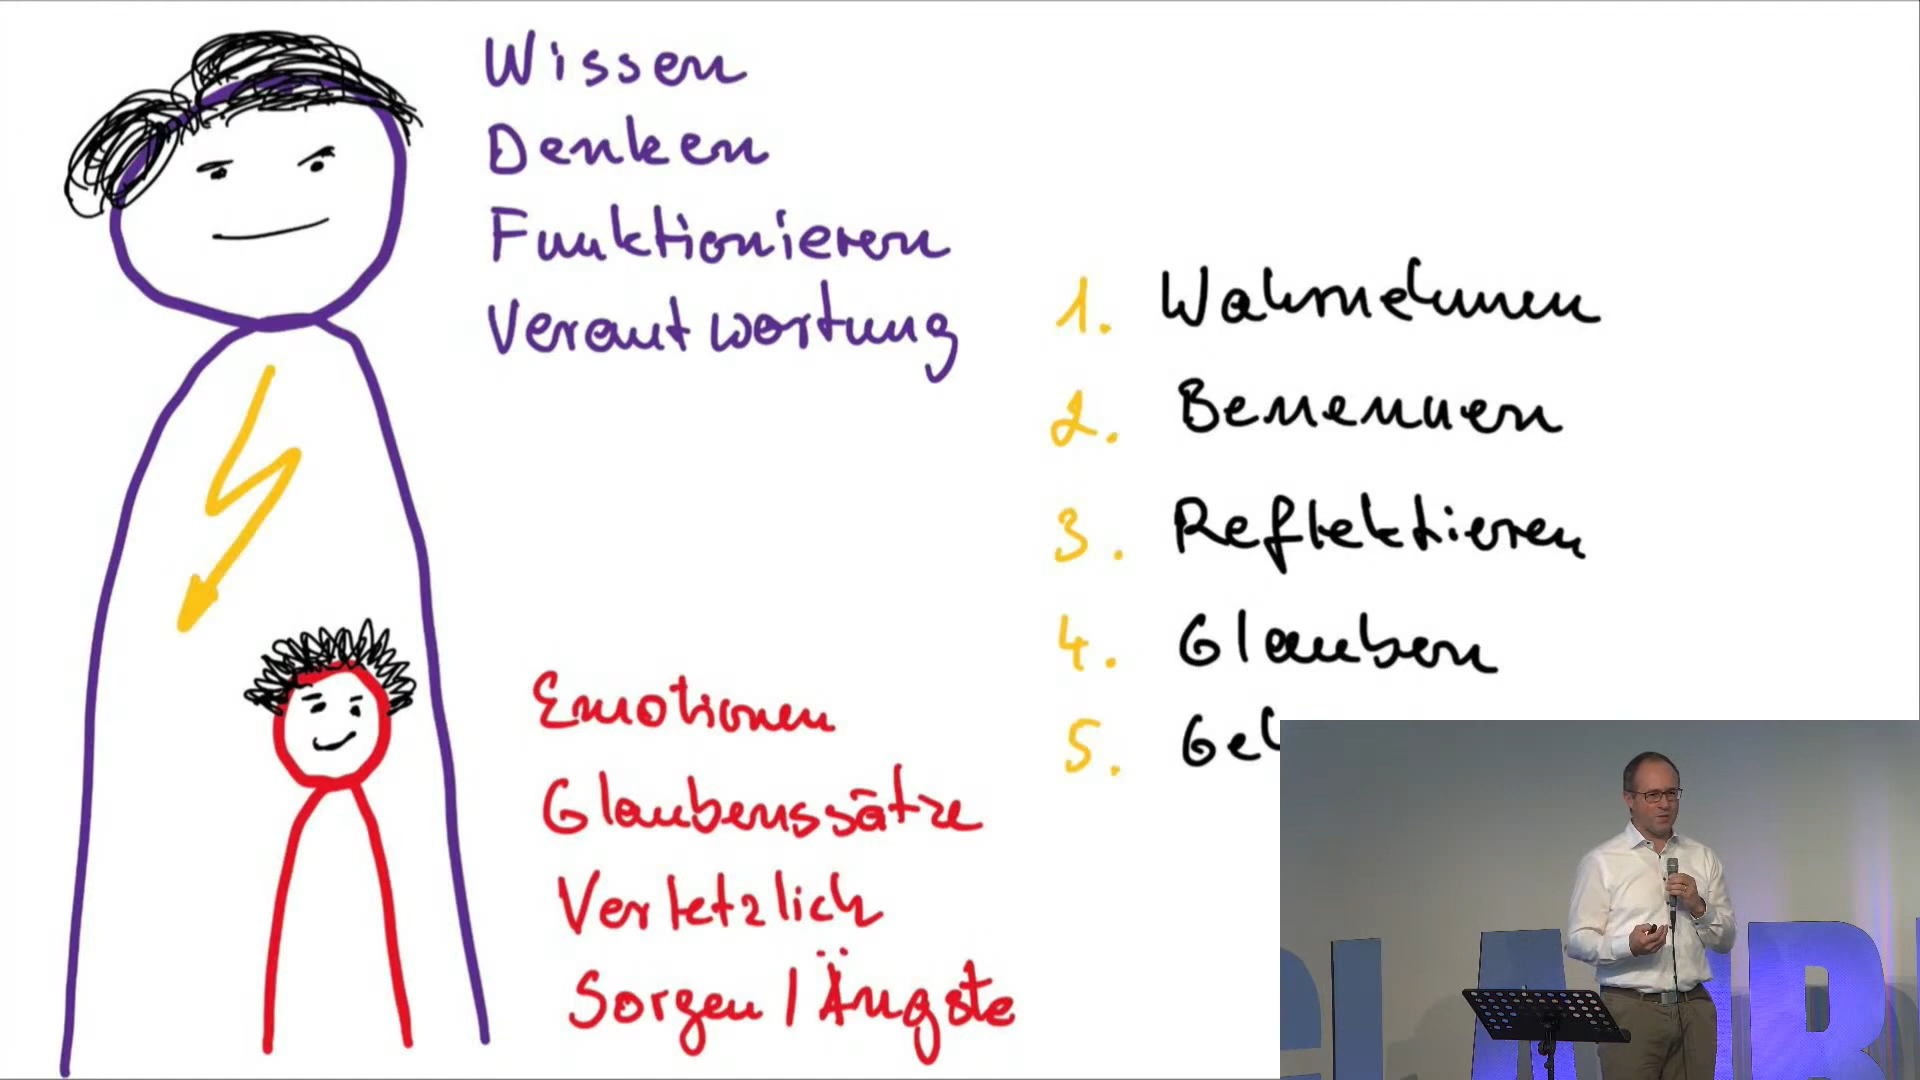 Wissen
Denken
Funktionieren
Verantwortung
1. Wahrnehmen
2. Benennen
3. Reflektieren
4. Glauben
5.
Emotionen
Glaubenssätze
Verletzlich
Sorgen / Ängste